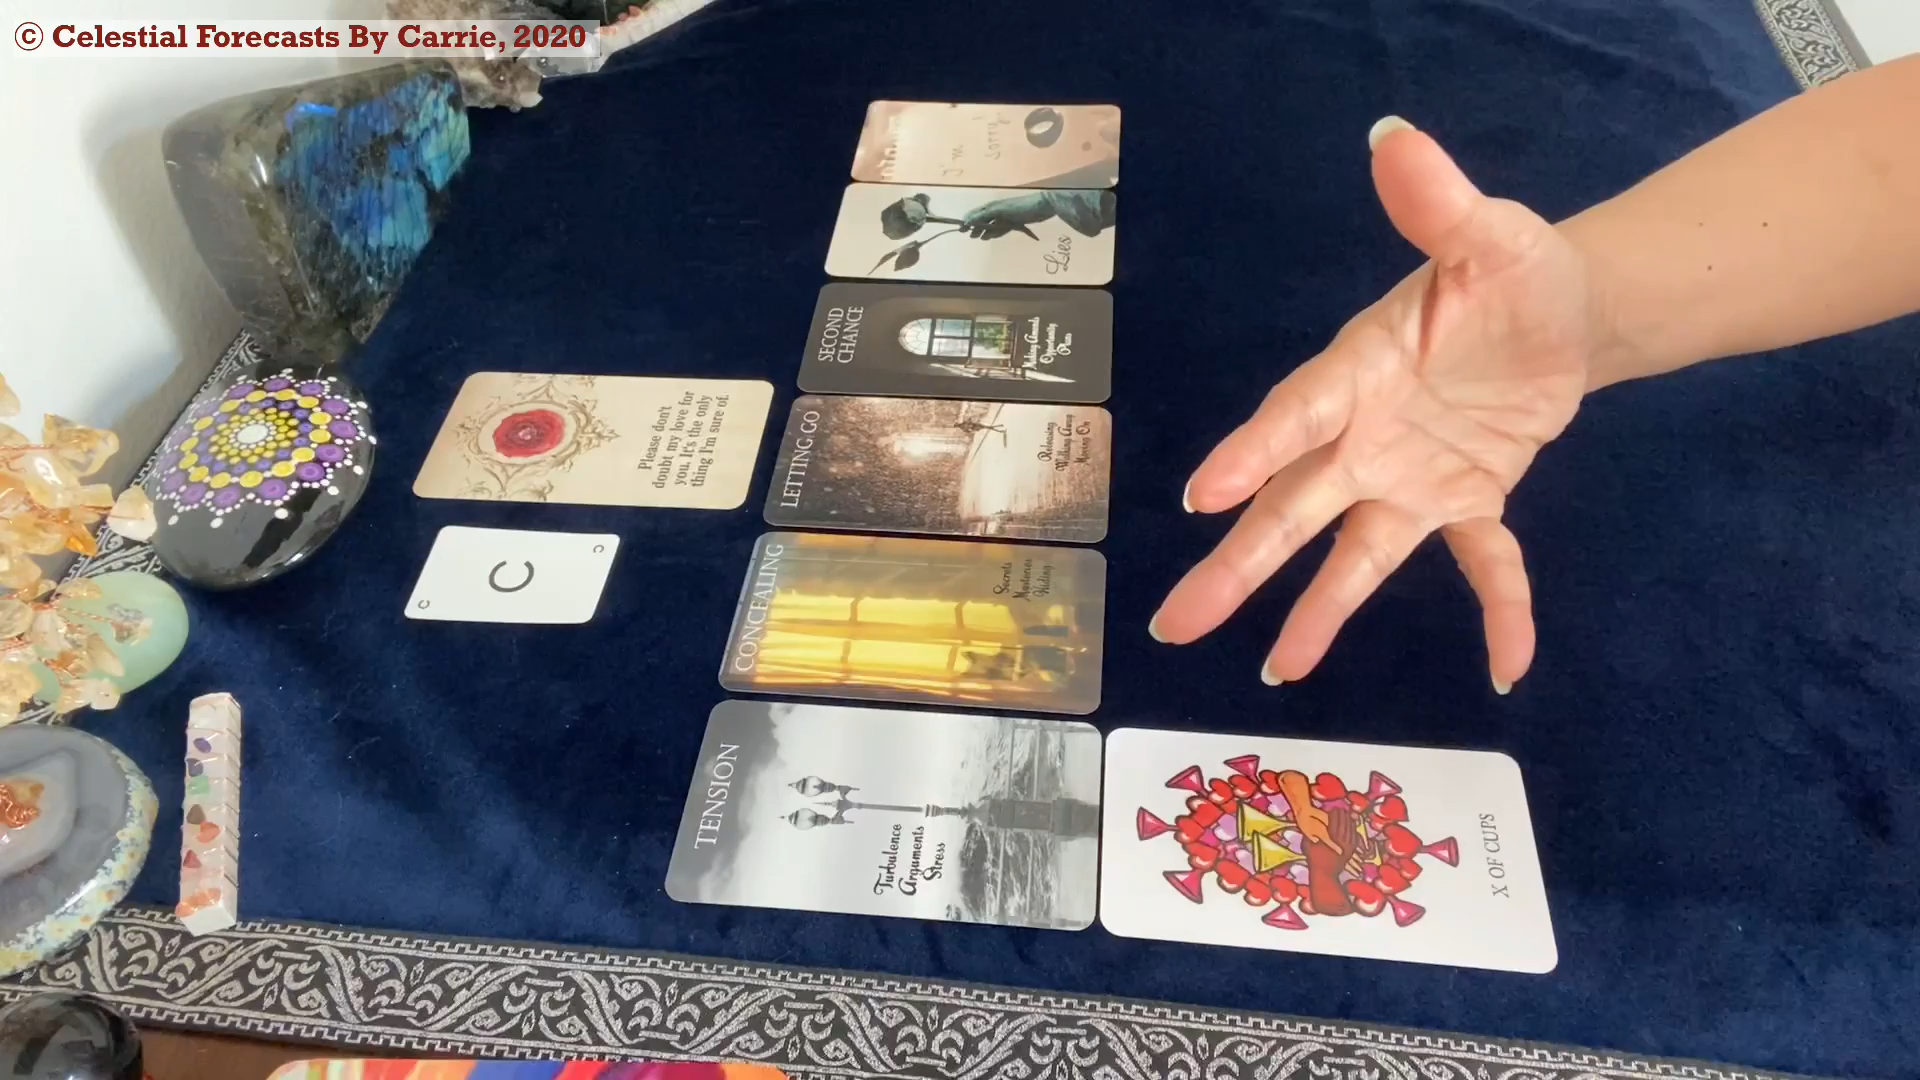 © Celestial Forecasts By Carrie, 2020
I'm sorry
Lies
SECOND
CHANCE
Making Amends
Opportunity
LETTING GO
Releasing
Walking Away
Moving On
Please don't
doubt my love for
you. It's the only
thing I'm sure of.
C
C
C
CONCEALING
Secrets
Mysteries
Hiding
TENSION
Turbulence
Arguments
Stress
X OF CUPS